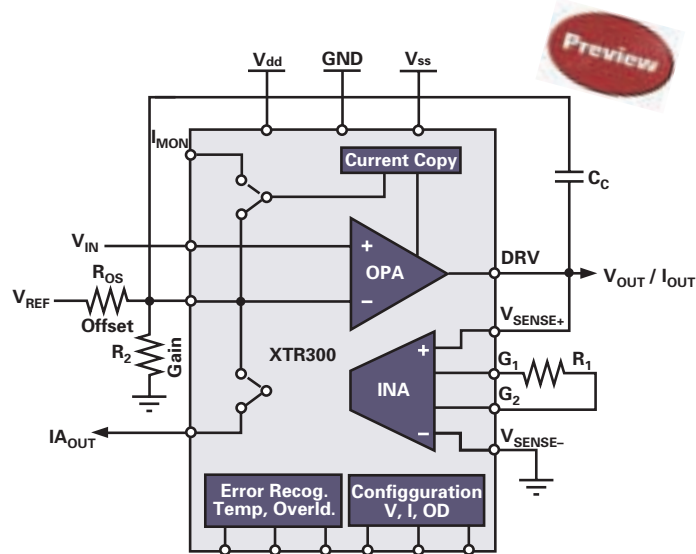 Preview
Vdd
GND
Vss
IMON
Current Copy
CC
VIN
+
OPA
DRV
VOUT / IOUT
ROS
VREF
–
Offset
VSENSE+
R2
Gain
XTR300
+
G1
R1
INA
G2
IAOUT
–
VSENSE–
Error Recog.
Temp, Overld.
Configguration
V, I, OD